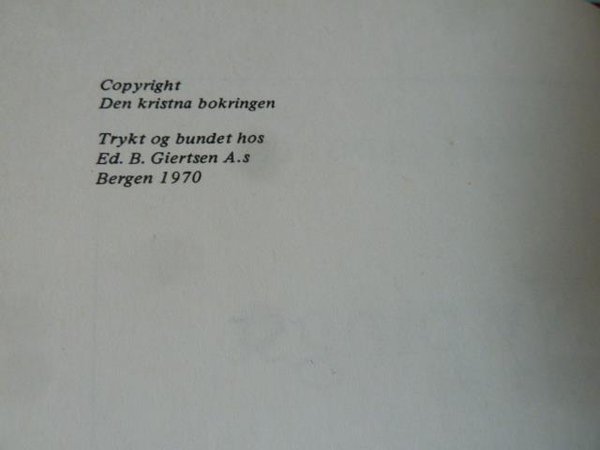 Copyright
Den kristna bokringen
Trykt og bundet hos
Ed. B. Giertsen A.s
Bergen 1970